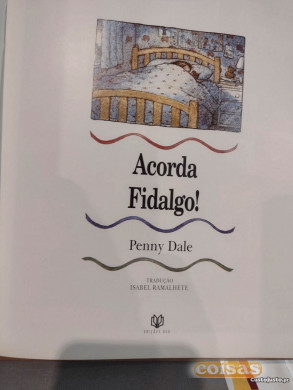 Acorda
Fidalgo!
Penny Dale
TRADUÇÃO
ISABEL RAMALHETE
coisas